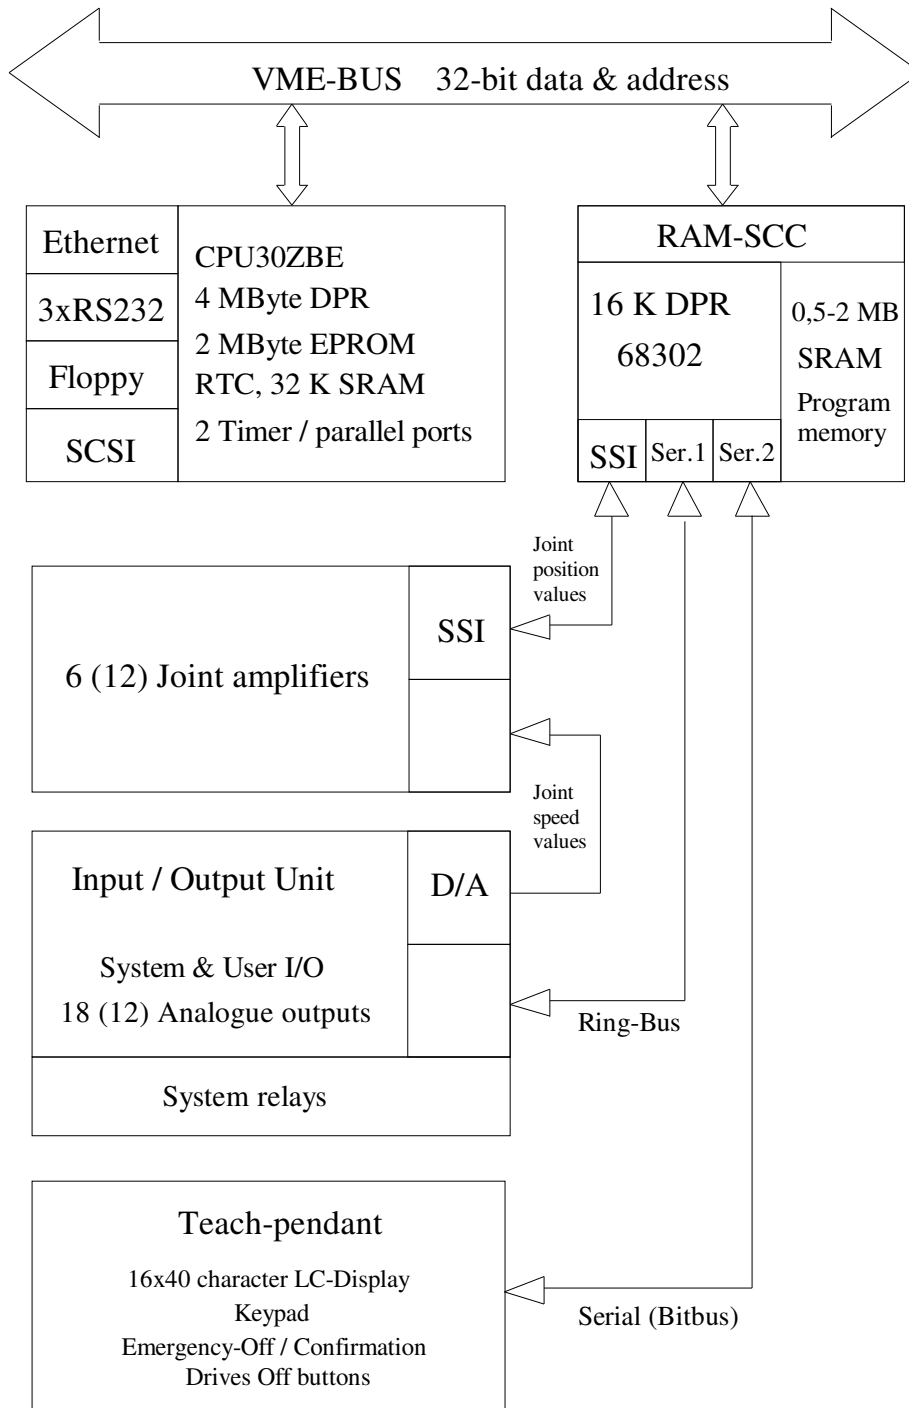 VME-BUS 32-bit data & address
Ethernet
3xRS232
Floppy
SCSI
CPU30ZBE
4 MByte DPR
2 MByte EPROM
RTC, 32 K SRAM
2 Timer / parallel ports
RAM-SCC
16 K DPR
68302
0,5-2 MB
SRAM
Program
memory
SSI
Ser.1
Ser.2
Joint
position
values
6 (12) Joint amplifiers
SSI
Joint
speed
values
Input / Output Unit
D/A
System & User I/O
18 (12) Analogue outputs
Ring-Bus
System relays
Teach-pendant
16x40 character LC-Display
Keypad
Emergency-Off / Confirmation
Drives Off buttons
Serial (Bitbus)